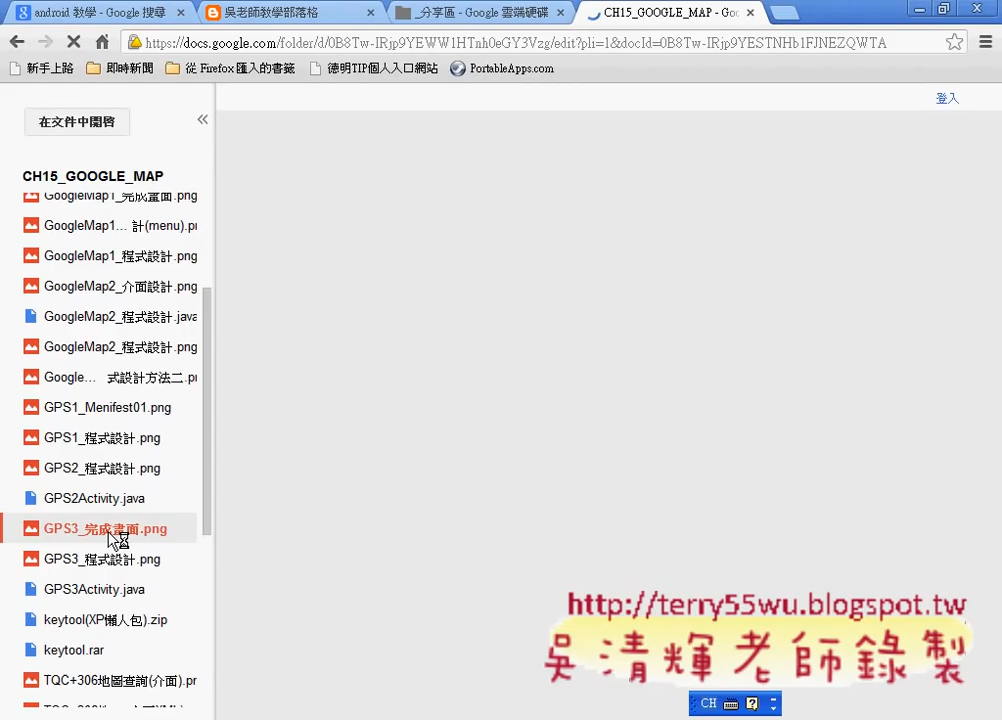 android 教學 - Google 搜尋
吳老師教學部落格
_分享區 - Google 雲端硬碟
CH15_GOOGLE_MAP - Goo
https://docs.google.com/folder/d/0B8Tw-IRjp9YEWW1HTnh0eGY3Vzg/edit?pli=1&docId=0B8Tw-IRjp9YESTNHb1FJNEZQWTA
新手上路
即時新聞
從 Firefox 匯入的書籤
德明TIP個人入口網站
PortableApps.com
登入
在文件中開啓
CH15_GOOGLE_MAP
GoogleMap1_完成畫面.png
GoogleMap1... 計(menu).pr
GoogleMap1_程式設計.png
GoogleMap2_介面設計.png
GoogleMap2_程式設計.java
GoogleMap2_程式設計.png
Google... 式設計方法二.pr
GPS1_Menifest01.png
GPS1_程式設計.png
GPS2_程式設計.png
GPS2Activity.java
GPS3_完成畫面.png
GPS3_程式設計.png
GPS3Activity.java
keytool(XP懶人包).zip
keytool.rar
TQC+306地圖查詢(介面).pr
http://terry55wu.blogspot.tw
吳清輝老師錄製
CH